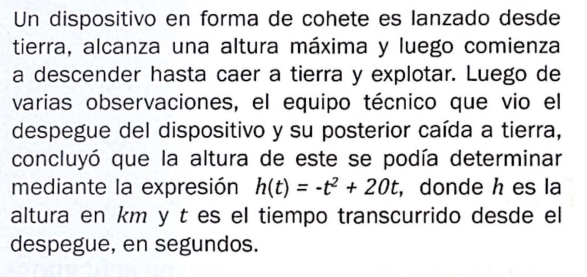 Un dispositivo en forma de cohete es lanzado desde
tierra, alcanza una altura máxima y luego comienza
a descender hasta caer a tierra y explotar. Luego de
varias observaciones, el equipo técnico que vio el
despegue del dispositivo y su posterior caída a tierra,
concluyó que la altura de este se podía determinar
mediante la expresión h(t) = -t² + 20t, donde h es la
altura en km y t es el tiempo transcurrido desde el
despegue, en segundos.